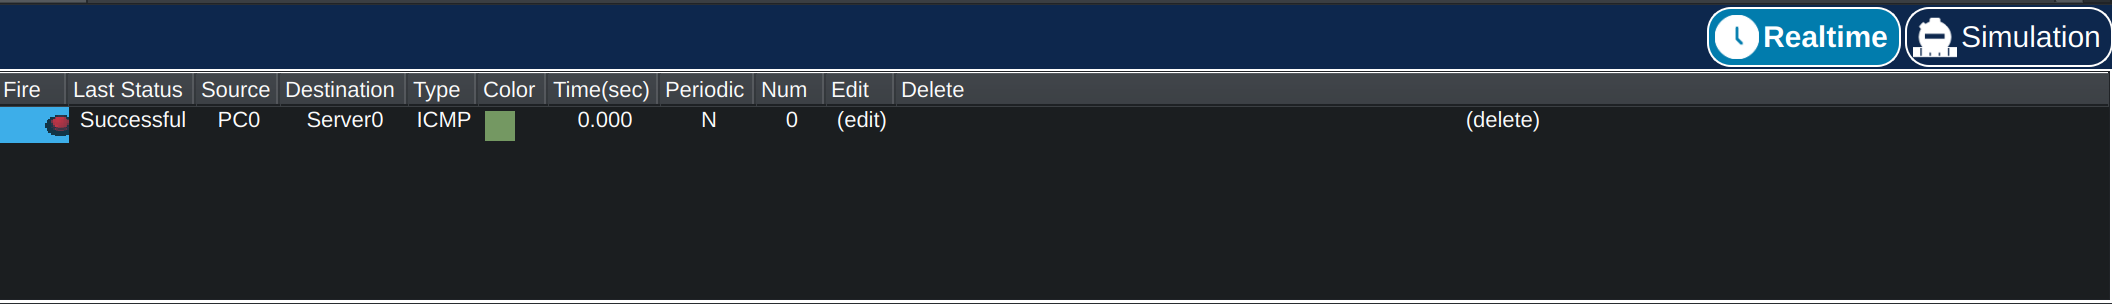 Realtime Simulation
Fire Last Status Source Destination Type Color Time(sec) Periodic Num Edit Delete
Successful PC0 Server0 ICMP 0.000 N 0 (edit) (delete)